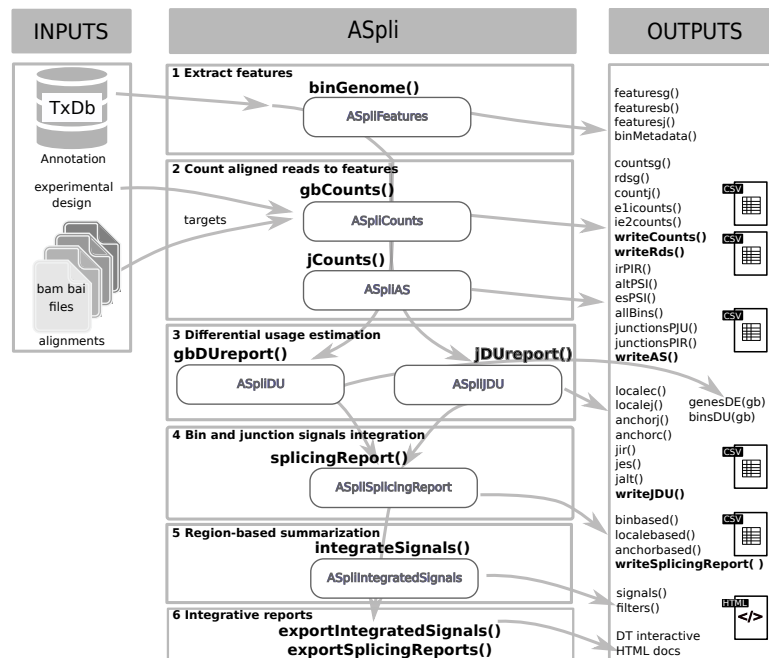 INPUTS
ASpli
OUTPUTS
TxDb
Annotation
experimental
design
targets
bam bai
files
alignments
1 Extract features
binGenome()
ASpliFeatures
2 Count aligned reads to features
gbCounts()
ASpliCounts
jCounts()
ASpliAS
3 Differential usage estimation
gbDUreport()
jDUreport()
ASpliDU
ASpliJDU
4 Bin and junction signals integration
splicingReport()
ASpliSplicingReport
5 Region-based summarization
integrateSignals()
ASpliIntegratedSignals
6 Integrative reports
exportIntegratedSignals()
exportSplicingReports()
featuresg()
featuresb()
featuresj()
binMetadata()
countsg()
rdsg()
countj()
e1icounts()
ie2counts()
writeCounts()
writeRds()
CSV
CSV
irPIR()
altPSI()
esPSI()
allBins()
junctionsPJU()
junctionsPIR()
writeAS()
CSV
localec()
localej()
anchorj()
anchorc()
jir()
jes()
jalt()
writeJDU()
genesDE(gb)
binsDU(gb)
CSV
binbased()
localebased()
anchorbased()
writeSplicingReport( )
CSV
signals()
filters()
HTML
</>
DT interactive
HTML docs